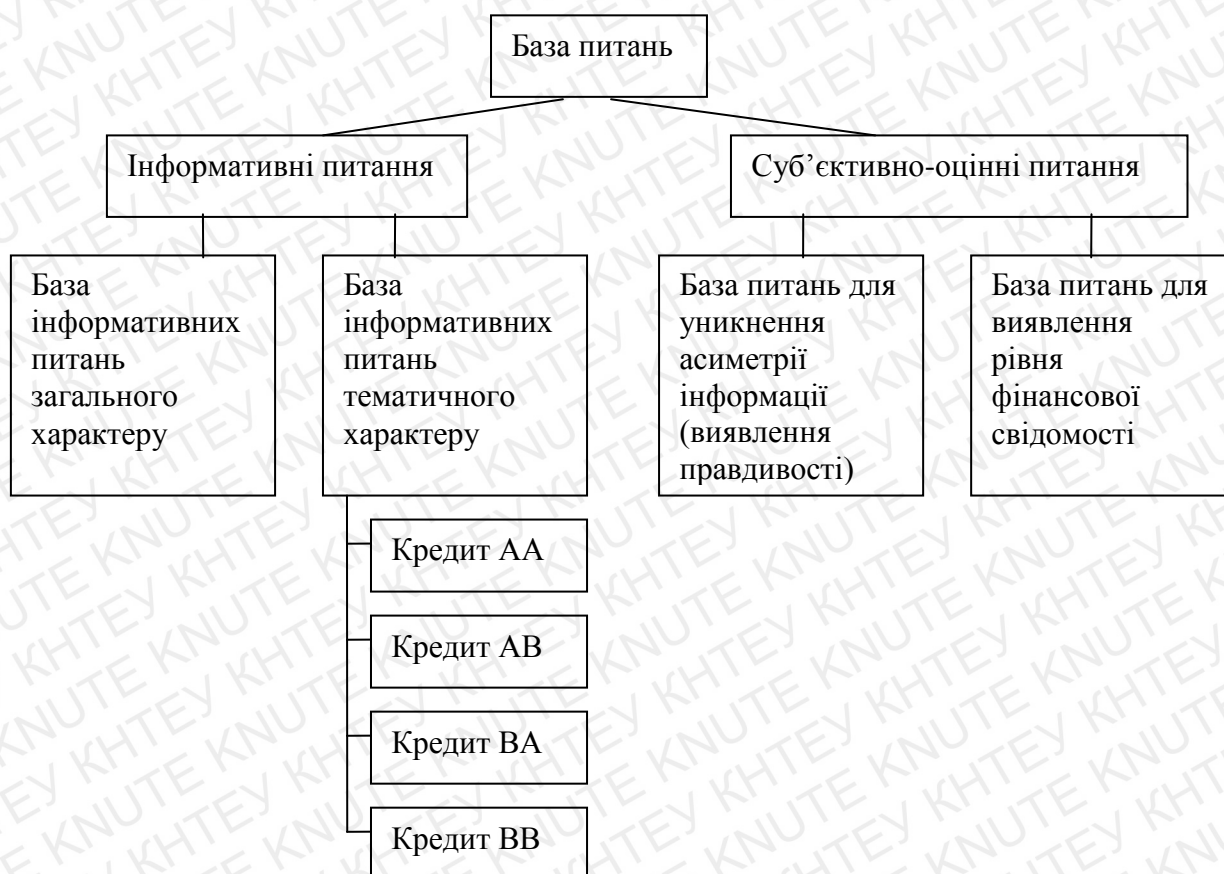 База питань
Інформативні питання
Суб’єктивно-оцінні питання
База
інформативних
питань
загального
характеру
База
інформативних
питань
тематичного
характеру
База питань для
уникнення
асиметрії
інформації
(виявлення
правдивості)
База питань для
виявлення
рівня
фінансової
свідомості
Кредит АА
Кредит АВ
Кредит ВА
Кредит ВВ
KNUTE КНТЕУ